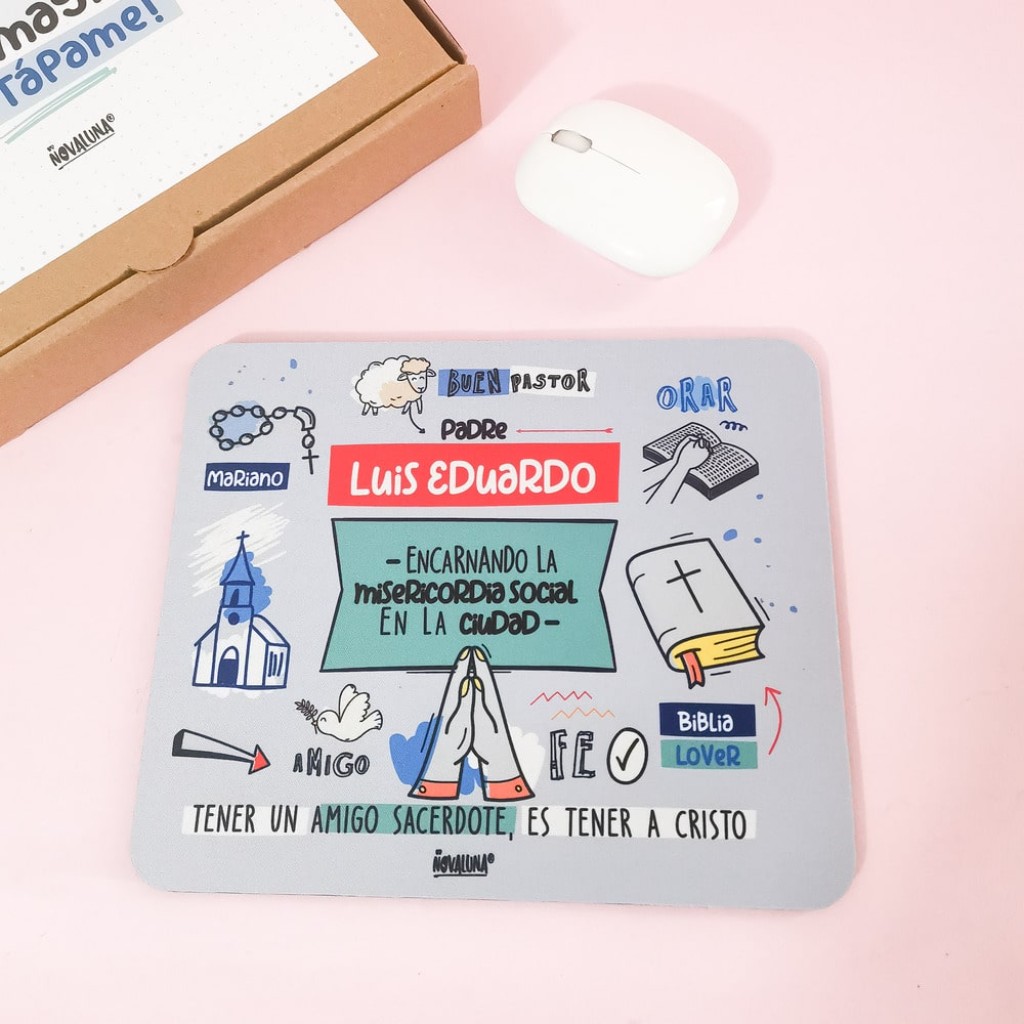 ¡TÁPAME!
NOVALUNA®
BUEN PASTOR
ORAR
PADRE
MARIANO
LUIS EDUARDO
– ENCARNANDO LA
MISERICORDIA SOCIAL
EN LA CIUDAD –
BIBLIA
LOVER
AMIGO
FE
TENER UN AMIGO SACERDOTE, ES TENER A CRISTO
NOVALUNA®